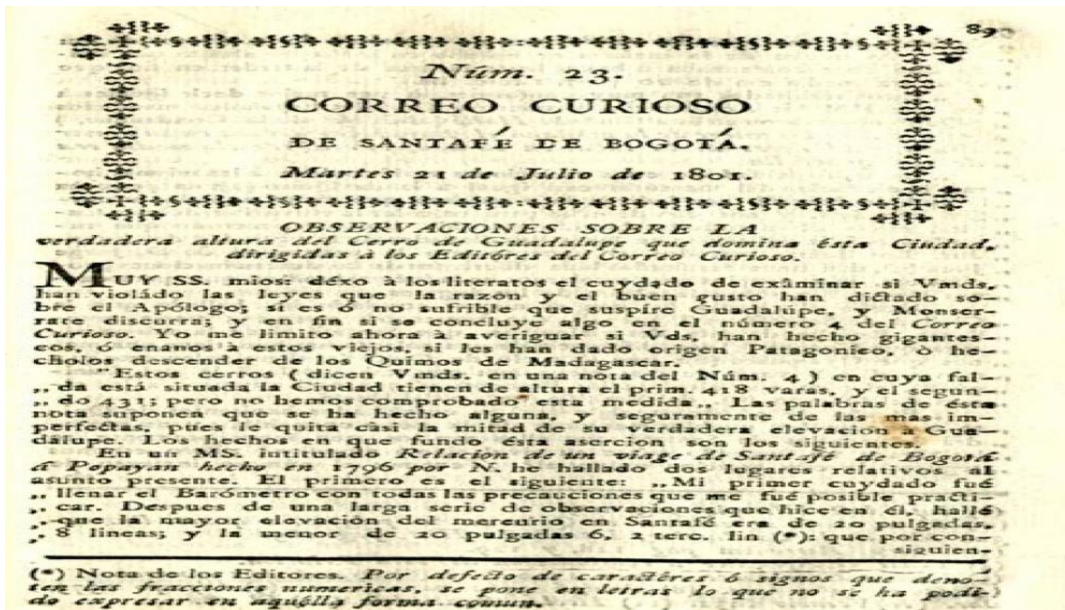 89
Núm. 23.
CORREO CURIOSO
DE SANTAFÉ DE BOGOTÁ.
Martes 21 de Julio de 1801.
OBSERVACIONES SOBRE LA
verdadera altura del Cerro de Guadalupe que domina ésta Ciudad,
dirigidas à los Editóres del Correo Curioso.
MUY SS. mios: déxo à los literatos el cuydado de exâminar si Vmds.
han violádo las leyes que la razon y el buen gusto han dictado so-
bre el Apólogo; si es ó no sufrible que suspíre Guadalúpe, y Monser-
rate discurra; y en fin si se concluye algo en el número 4 del Correo
Curioso. Yo me limito ahora à averiguar si Vds. han hecho gigantes-
cos, ó enanos à estos viejos, si les han dado origen Patagonico, ò he-
cholos descender de los Quimos de Madagascar.
"Estos cerros (dicen Vmds. en una nota del Núm. 4) en cuya fal-
„ da está situada la Ciudad tienen de altura el prim. 418 varas, y el segun-
„ do 431; pero no hemos comprobado esta medida„ Las palabras de ésta
nota suponen que se ha hecho alguna, y seguramente de las mas im-
perfectas, pues le quita càsi la mitad de su verdadera elevacion à Gua-
dalupe. Los hechos en que fundo ésta asercion son los siguientes.
En un MS. intitulado Relacion de un viage de Santafé de Bogotá
á Popayan hecho en 1796 por N. he hallado dos lugares relativos al
asunto presente. El primero es el siguiente: „Mi primer cuydado fué
„ llenar el Barómetro con todas las precauciones que me fué posible practi-
„ car. Despues de una larga serie de observaciones que hice en él, hallé
„ que la mayor elevación del mercurio en Santafé era de 20 pulgadas,
„ 8 lineas; y la menor de 20 pulgadas 6, 2 terc. lin (*): que por con-
siguien-
(*) Nota de los Editores. Por defecto de caractéres ó signos que deno-
ten las fracciones numericas, se pone en letras lo que no se ha podi-
do expresar en aquélla forma comun.